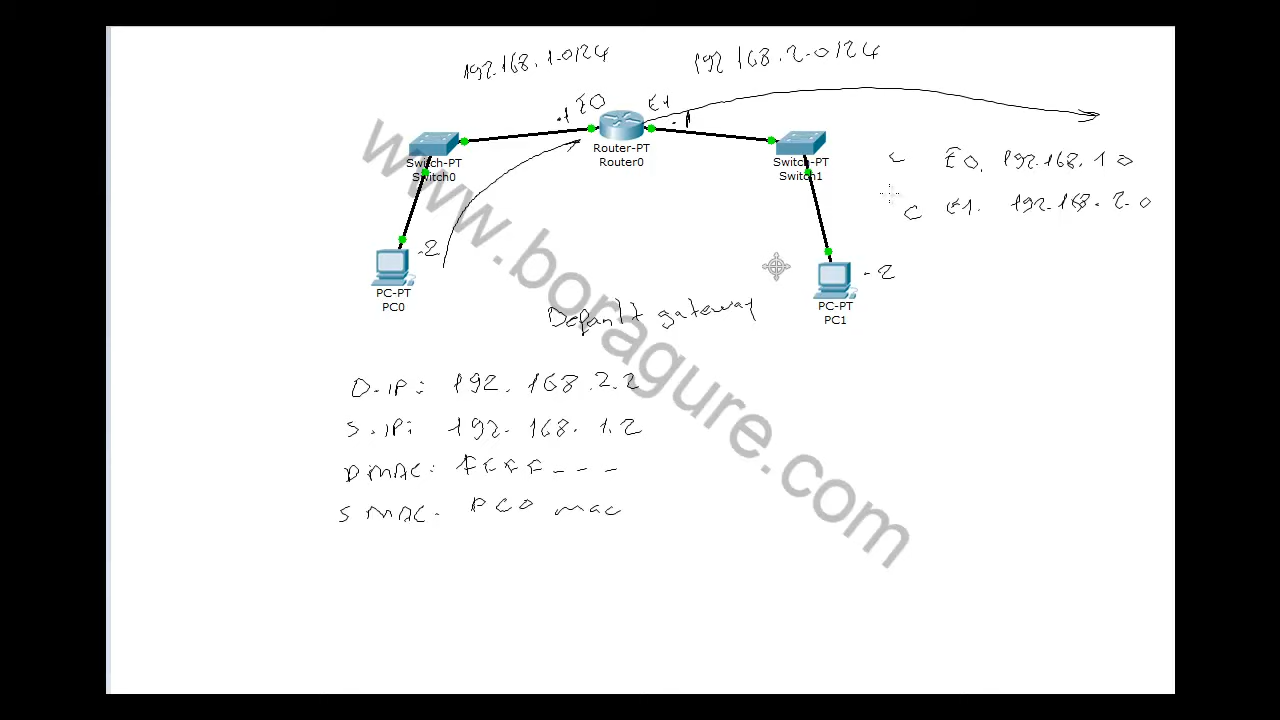 192.168.1.0/24
192 168.2.0/24
.1 E0
E1
.1
Router-PT
Router0
Switch-PT
Switch0
Switch-PT
Switch1
C E0. 192.168.1 0
C E1. 192.168.2.0
.2
PC-PT
PC0
.2
PC-PT
PC1
Default gateway
D.IP: 192.168.2.2
S.IP: 192.168.1.2
D MAC: FFFF---
S MAC. PC0 mac
www.boragure.com